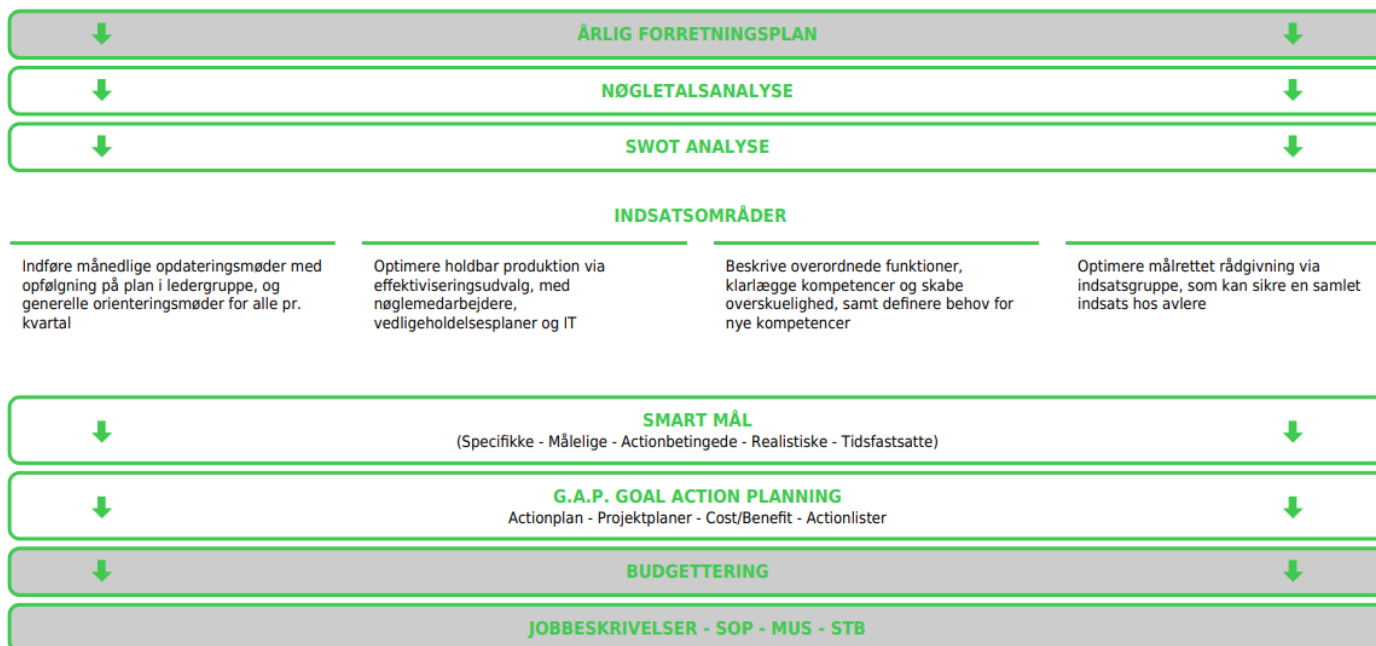 ÅRLIG FORRETNINGSPLAN
NØGLETALSANALYSE
SWOT ANALYSE
INDSATSOMRÅDER
Indføre månedlige opdateringsmøder med
opfølgning på plan i ledergruppe, og
generelle orienteringsmøder for alle pr.
kvartal
Optimere holdbar produktion via
effektiviseringsudvalg, med
nøglemedarbejdere,
vedligeholdelsesplaner og IT
Beskrive overordnede funktioner,
klarlægge kompetencer og skabe
overskuelighed, samt definere behov for
nye kompetencer
Optimere målrettet rådgivning via
indsatsgruppe, som kan sikre en samlet
indsats hos avlere
SMART MÅL
(Specifikke - Målelige - Actionbetingede - Realistiske - Tidsfastsatte)
G.A.P. GOAL ACTION PLANNING
Actionplan - Projektplaner - Cost/Benefit - Actionlister
BUDGETTERING
JOBBESKRIVELSER - SOP - MUS - STB